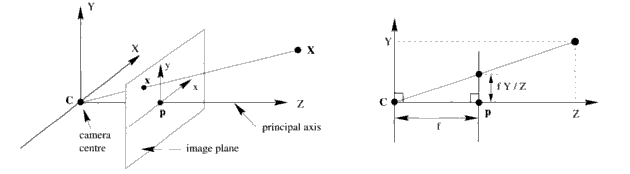 Y
X
X
x
y
x
C
p
Z
camera
centre
image plane
principal axis
Y
f Y / Z
C
p
Z
f